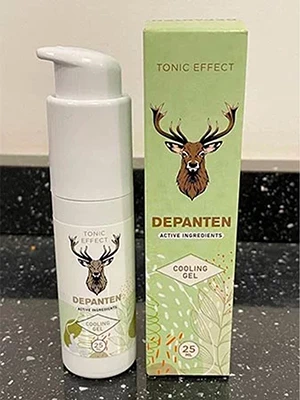 TONIC EFFECT
DEPANTEN
ACTIVE INGREDIENTS
COOLING
GEL
25
TONIC
EFFECT
DEPANTEN
ACTIVE INGREDIENTS
COOLING
GEL
25